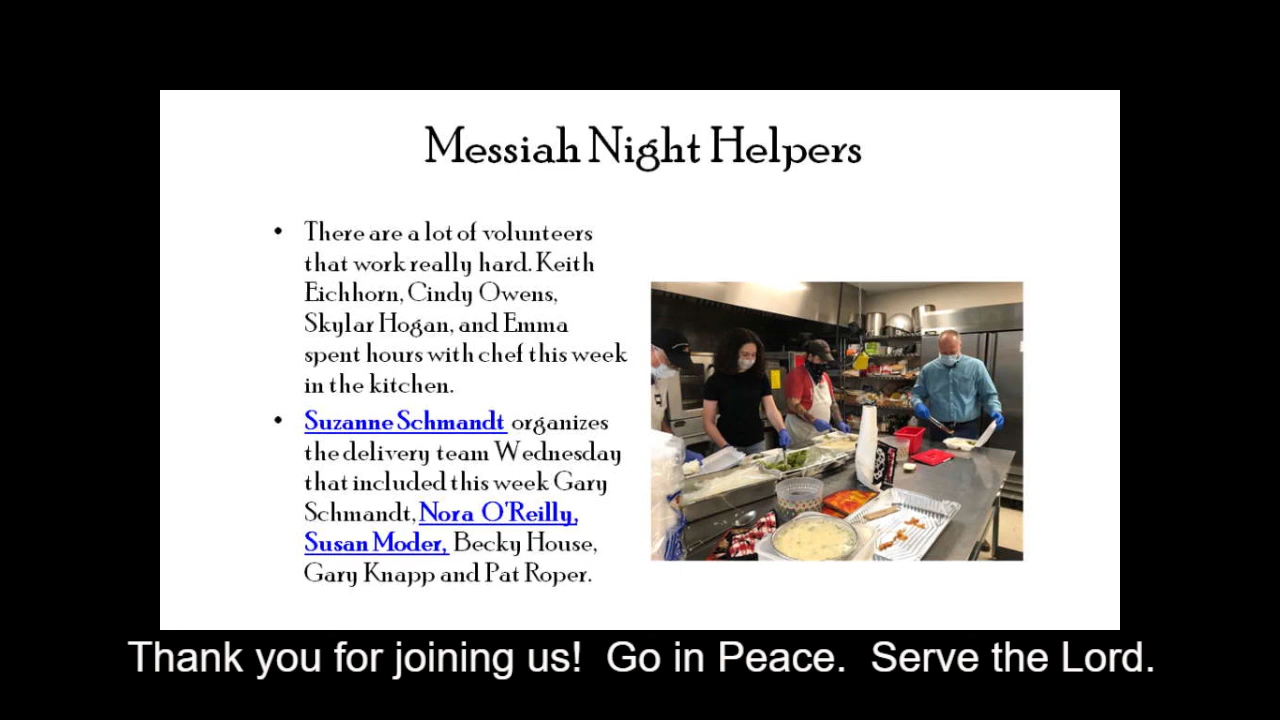 Messiah Night Helpers
• There are a lot of volunteers
that work really hard. Keith
Eichhorn, Cindy Owens,
Skylar Hogan, and Emma
spent hours with chef this week
in the kitchen.
• Suzanne Schmandt organizes
the delivery team Wednesday
that included this week Gary
Schmandt, Nora O'Reilly,
Susan Moder, Becky House,
Gary Knapp and Pat Roper.
Thank you for joining us!  Go in Peace.  Serve the Lord.